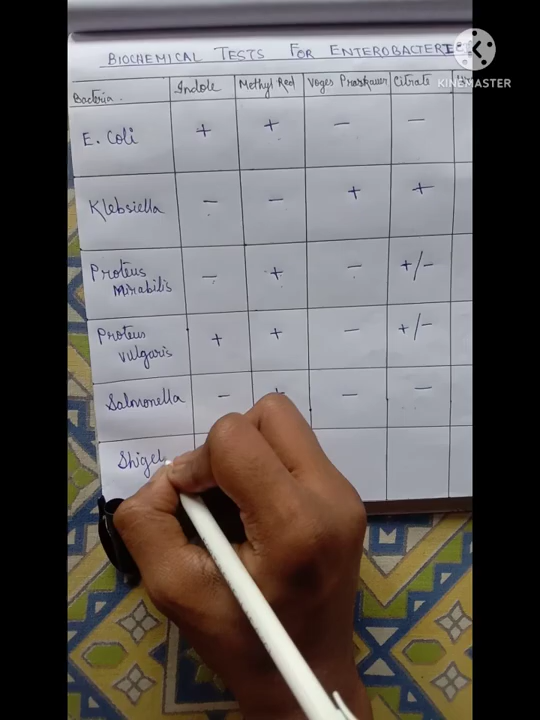 BIOCHEMICAL TESTS FOR ENTEROBACTERI
KINEMASTER
Bacteria. Indole Methyl Red Voges Proskauer Citrate
E. Coli + + - -
Klebsiella - - + +
Proteus
Mirabilis - + - +/-
Proteus
vulgaris + + - +/-
Salmonella - + - -
Shigel